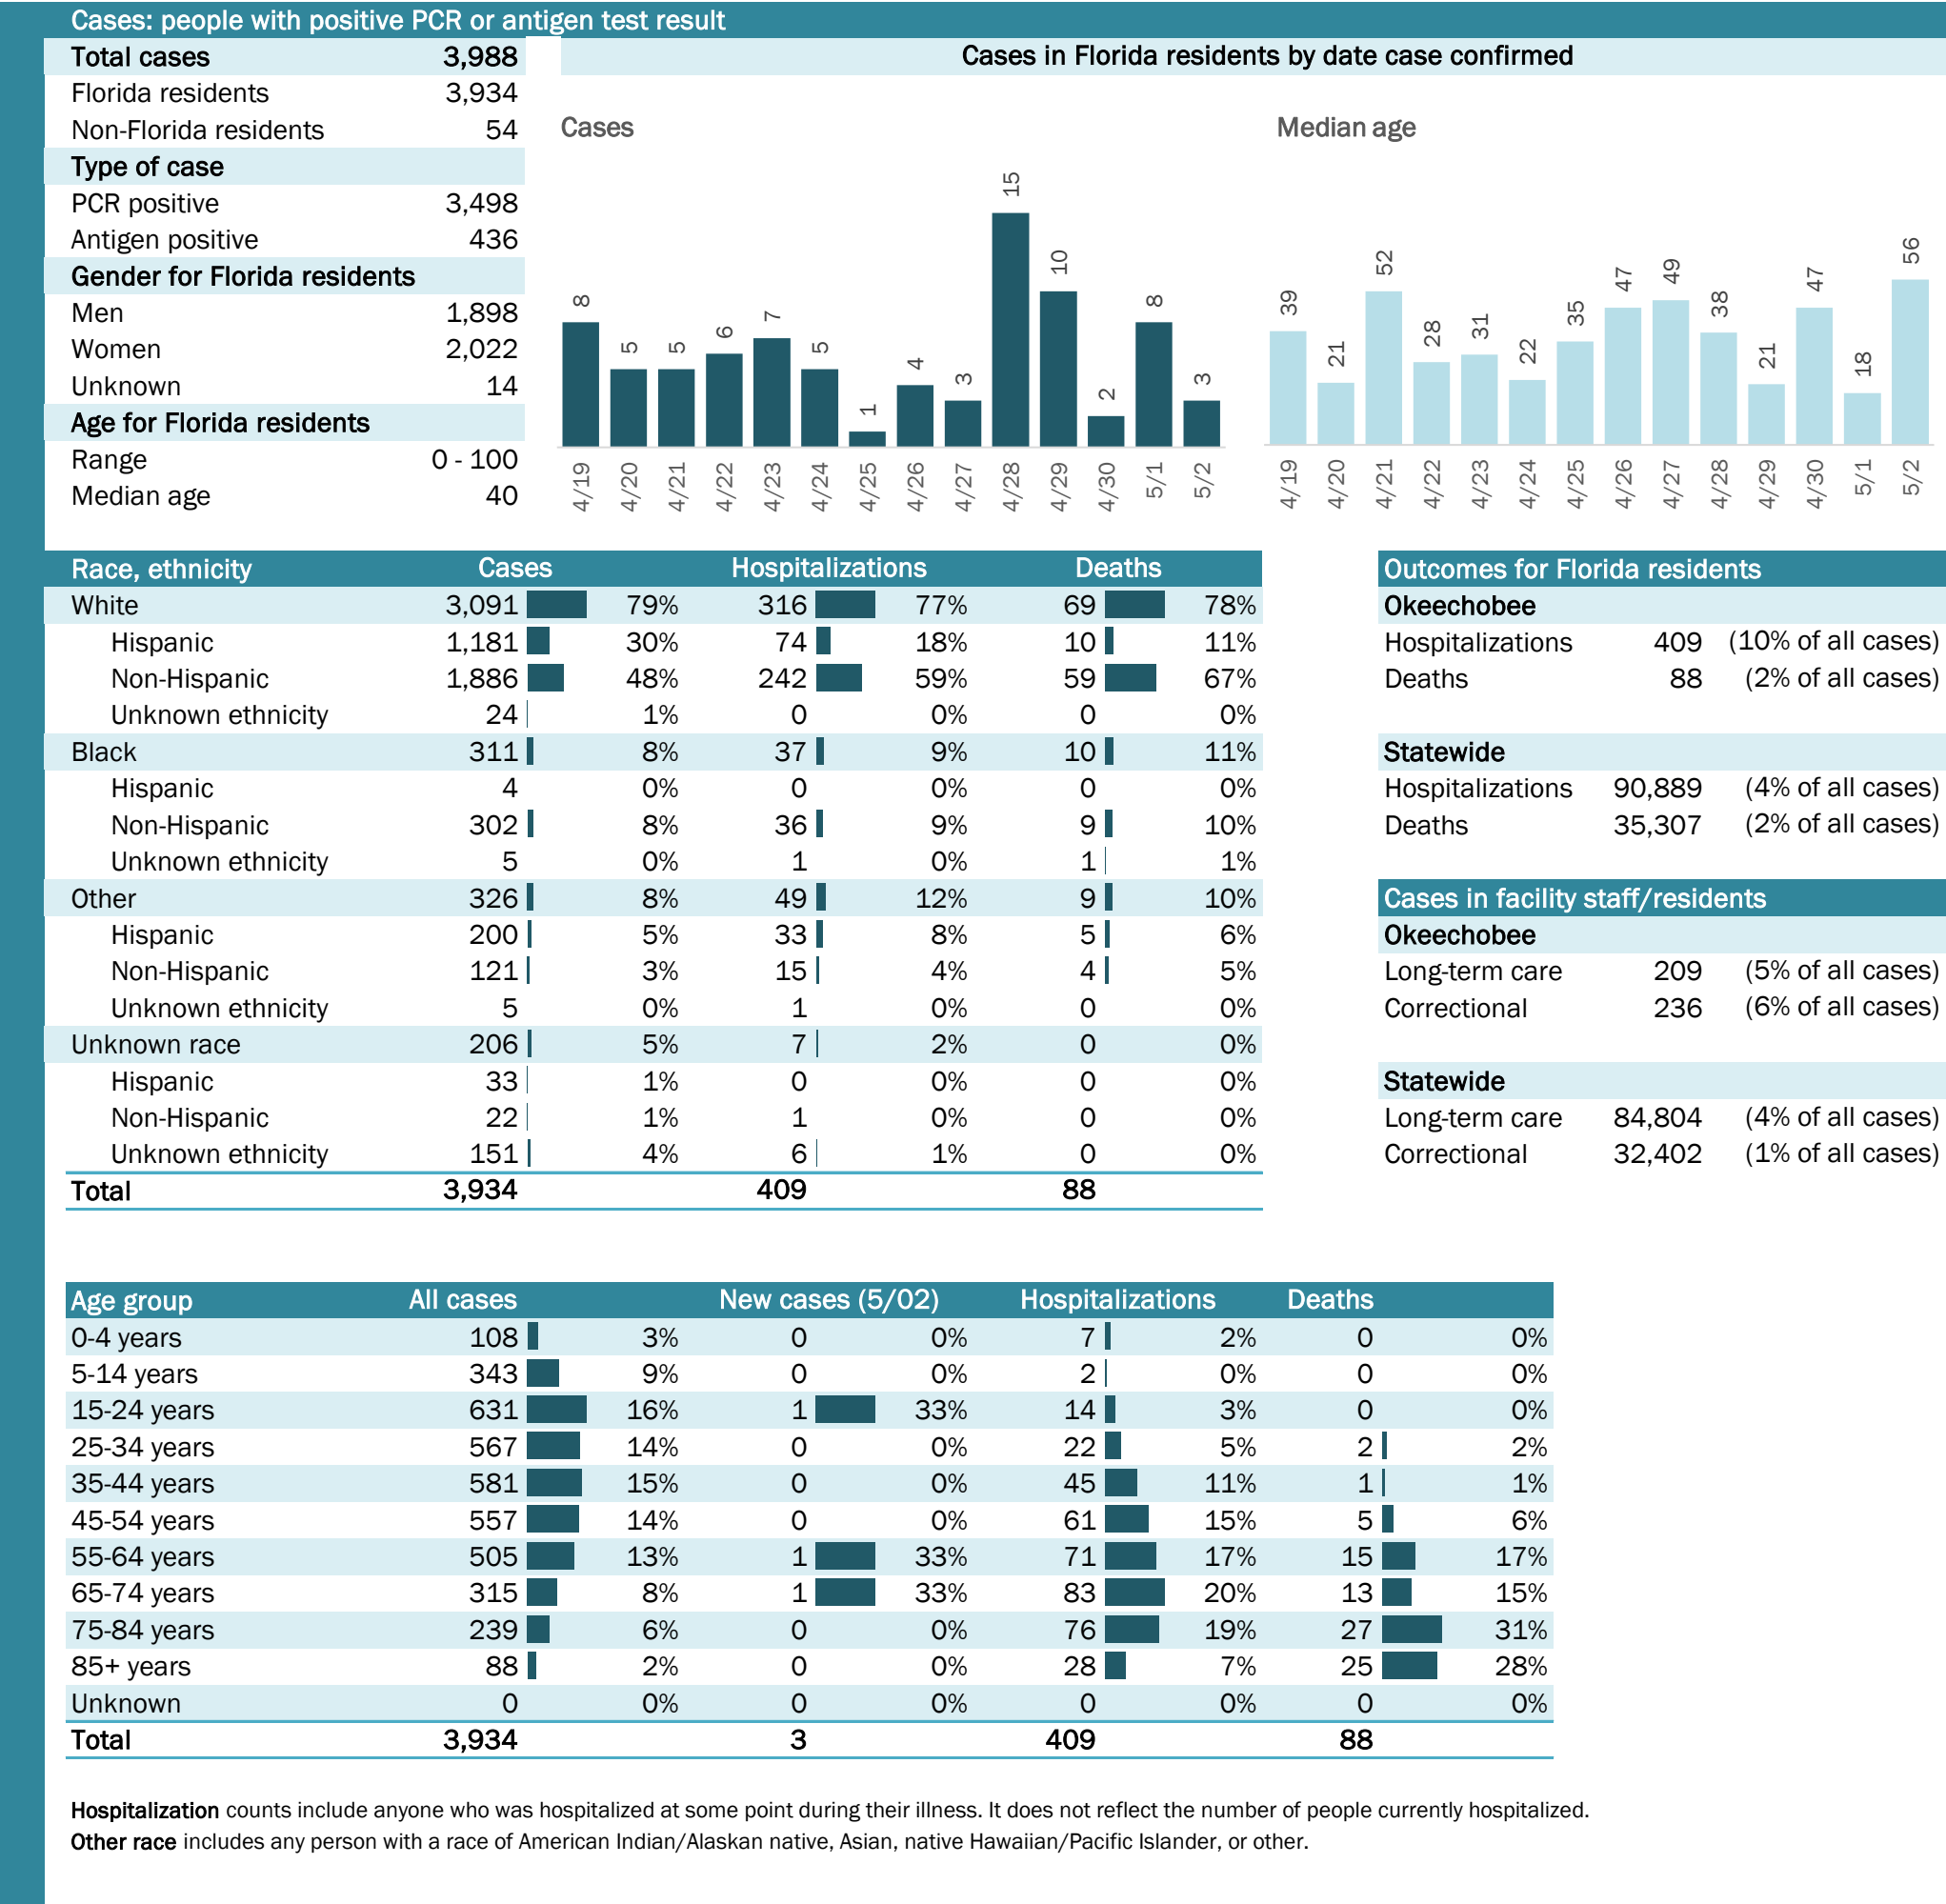 Cases: people with positive PCR or antigen test result
Total cases 3,988
Florida residents 3,934
Non-Florida residents 54
Type of case
PCR positive 3,498
Antigen positive 436
Gender for Florida residents
Men 1,898
Women 2,022
Unknown 14
Age for Florida residents
Range 0 - 100
Median age 40
Cases in Florida residents by date case confirmed
Cases
8 5 5 6 7 5 1 4 3 15 10 2 8 3
4/19 4/20 4/21 4/22 4/23 4/24 4/25 4/26 4/27 4/28 4/29 4/30 5/1 5/2
Median age
39 21 52 28 31 22 35 47 49 38 21 47 18 56
4/19 4/20 4/21 4/22 4/23 4/24 4/25 4/26 4/27 4/28 4/29 4/30 5/1 5/2
Race, ethnicity Cases Hospitalizations Deaths
White 3,091 79% 316 77% 69 78%
Hispanic 1,181 30% 74 18% 10 11%
Non-Hispanic 1,886 48% 242 59% 59 67%
Unknown ethnicity 24 1% 0 0% 0 0%
Black 311 8% 37 9% 10 11%
Hispanic 4 0% 0 0% 0 0%
Non-Hispanic 302 8% 36 9% 9 10%
Unknown ethnicity 5 0% 1 0% 1 1%
Other 326 8% 49 12% 9 10%
Hispanic 200 5% 33 8% 5 6%
Non-Hispanic 121 3% 15 4% 4 5%
Unknown ethnicity 5 0% 1 0% 0 0%
Unknown race 206 5% 7 2% 0 0%
Hispanic 33 1% 0 0% 0 0%
Non-Hispanic 22 1% 1 0% 0 0%
Unknown ethnicity 151 4% 6 1% 0 0%
Total 3,934 409 88
Outcomes for Florida residents
Okeechobee
Hospitalizations 409 (10% of all cases)
Deaths 88 (2% of all cases)
Statewide
Hospitalizations 90,889 (4% of all cases)
Deaths 35,307 (2% of all cases)
Cases in facility staff/residents
Okeechobee
Long-term care 209 (5% of all cases)
Correctional 236 (6% of all cases)
Statewide
Long-term care 84,804 (4% of all cases)
Correctional 32,402 (1% of all cases)
Age group All cases New cases (5/02) Hospitalizations Deaths
0-4 years 108 3% 0 0% 7 2% 0 0%
5-14 years 343 9% 0 0% 2 0% 0 0%
15-24 years 631 16% 1 33% 14 3% 0 0%
25-34 years 567 14% 0 0% 22 5% 2 2%
35-44 years 581 15% 0 0% 45 11% 1 1%
45-54 years 557 14% 0 0% 61 15% 5 6%
55-64 years 505 13% 1 33% 71 17% 15 17%
65-74 years 315 8% 1 33% 83 20% 13 15%
75-84 years 239 6% 0 0% 76 19% 27 31%
85+ years 88 2% 0 0% 28 7% 25 28%
Unknown 0 0% 0 0% 0 0% 0 0%
Total 3,934 3 409 88
Hospitalization counts include anyone who was hospitalized at some point during their illness. It does not reflect the number of people currently hospitalized.
Other race includes any person with a race of American Indian/Alaskan native, Asian, native Hawaiian/Pacific Islander, or other.